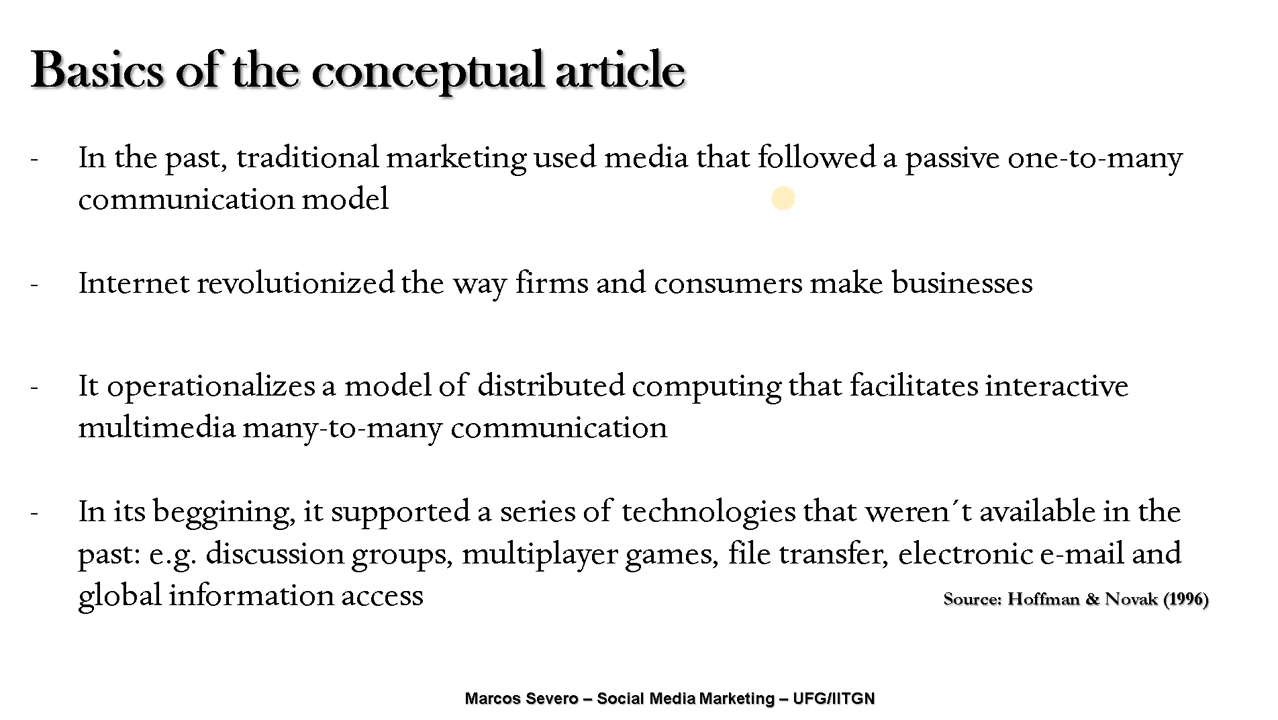 Basics of the conceptual article
- In the past, traditional marketing used media that followed a passive one-to-many
communication model
- Internet revolutionized the way firms and consumers make businesses
- It operationalizes a model of distributed computing that facilitates interactive
multimedia many-to-many communication
- In its beggining, it supported a series of technologies that weren´t available in the
past: e.g. discussion groups, multiplayer games, file transfer, electronic e-mail and
global information access
Source: Hoffman & Novak (1996)
Marcos Severo – Social Media Marketing – UFG/IITGN